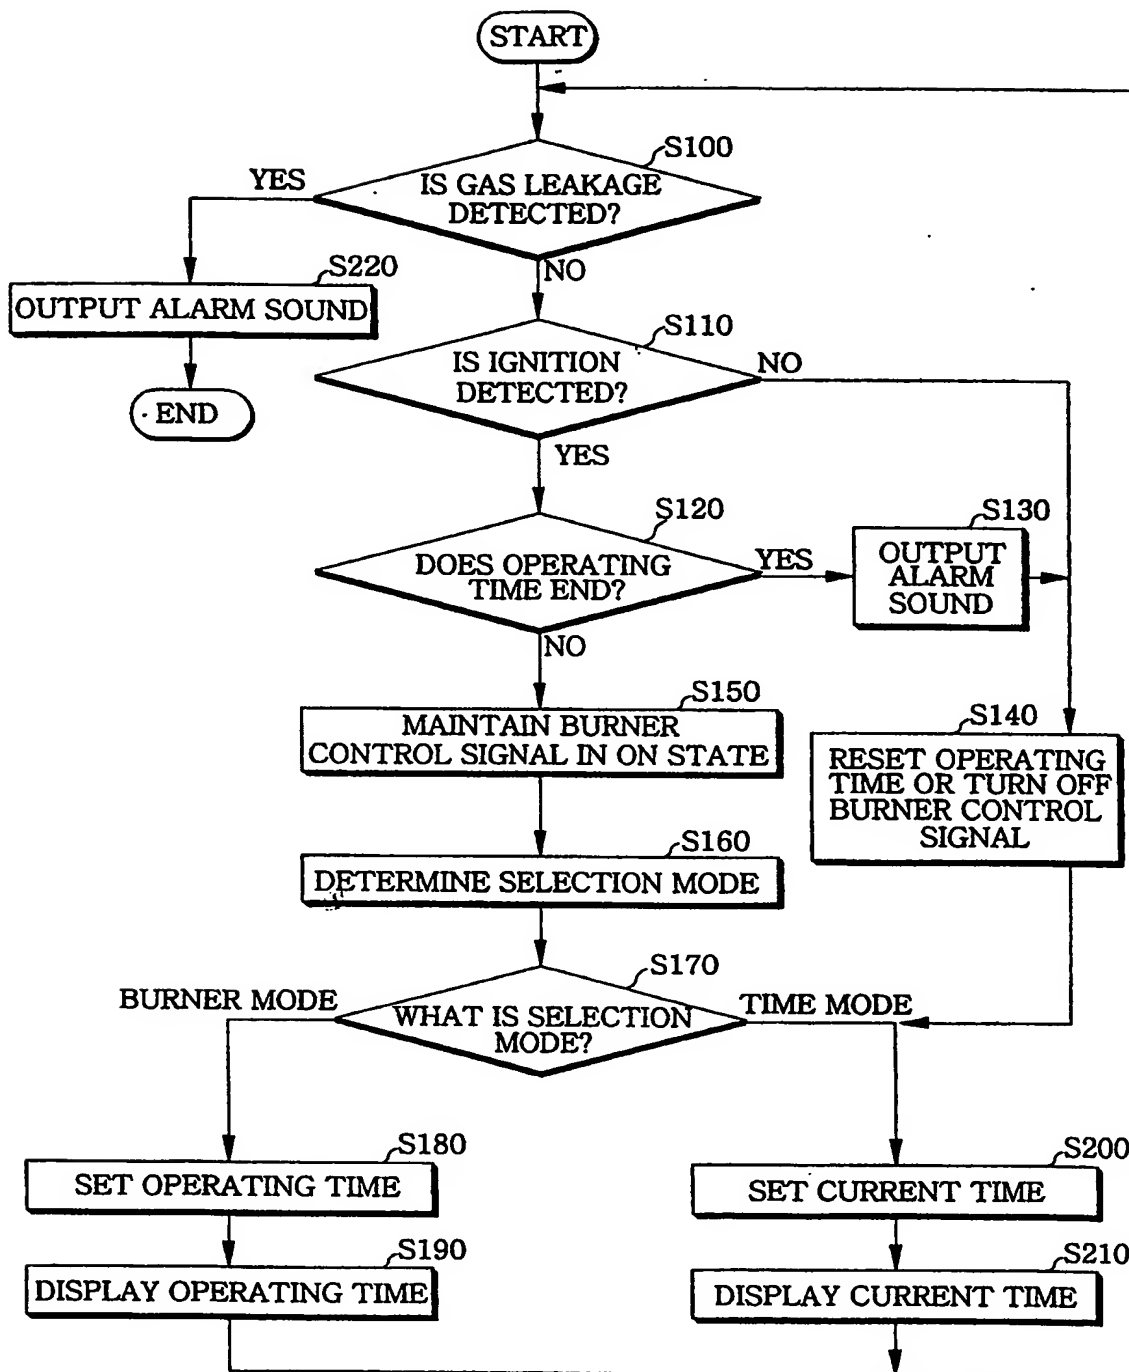 START
S100
YES
IS GAS LEAKAGE
DETECTED?
NO
S220
OUTPUT ALARM SOUND
END
S110
IS IGNITION
DETECTED?
NO
YES
S120
DOES OPERATING
TIME END?
YES
NO
S130
OUTPUT
ALARM
SOUND
S150
MAINTAIN BURNER
CONTROL SIGNAL IN ON STATE
S140
RESET OPERATING
TIME OR TURN OFF
BURNER CONTROL
SIGNAL
S160
DETERMINE SELECTION MODE
S170
BURNER MODE
WHAT IS SELECTION
MODE?
TIME MODE
S180
SET OPERATING TIME
S190
DISPLAY OPERATING TIME
S200
SET CURRENT TIME
S210
DISPLAY CURRENT TIME